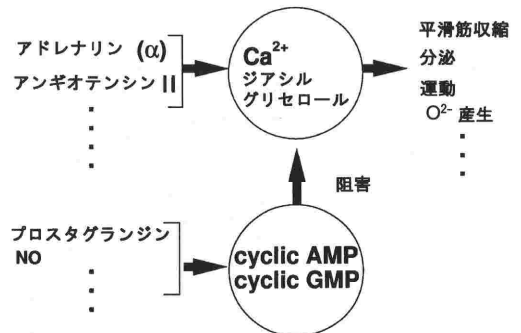 アドレナリン (α)
アンギオテンシン II
Ca²⁺
ジアシル
グリセロール
平滑筋収縮
分泌
運動
O²⁻ 産生
阻害
プロスタグランジン
NO
cyclic AMP
cyclic GMP